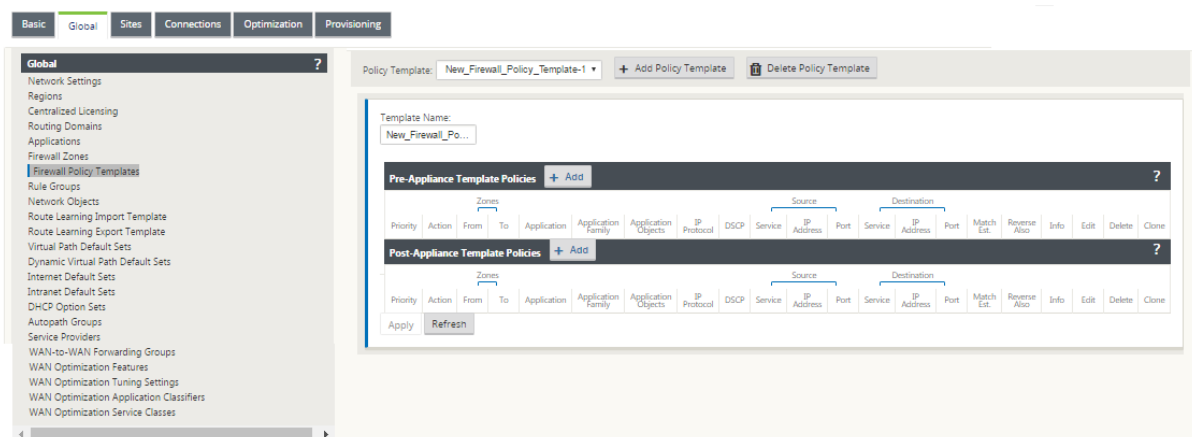 Basic Global Sites Connections Optimization Provisioning
Global ?
Network Settings
Regions
Centralized Licensing
Routing Domains
Applications
Firewall Zones
Firewall Policy Templates
Rule Groups
Network Objects
Route Learning Import Template
Route Learning Export Template
Virtual Path Default Sets
Dynamic Virtual Path Default Sets
Internet Default Sets
Intranet Default Sets
DHCP Option Sets
Autopath Groups
Service Providers
WAN-to-WAN Forwarding Groups
WAN Optimization Features
WAN Optimization Tuning Settings
WAN Optimization Application Classifiers
WAN Optimization Service Classes
Policy Template: New_Firewall_Policy_Template-1 + Add Policy Template Delete Policy Template
Template Name:
New_Firewall_Po...
Pre-Appliance Template Policies + Add ?
Zones Source Destination
Priority Action From To Application Application Family Application Objects IP Protocol DSCP Service IP Address Port Service IP Address Port Match Est. Reverse Also Info Edit Delete Clone
Post-Appliance Template Policies + Add ?
Zones Source Destination
Priority Action From To Application Application Family Application Objects IP Protocol DSCP Service IP Address Port Service IP Address Port Match Est. Reverse Also Info Edit Delete Clone
Apply Refresh